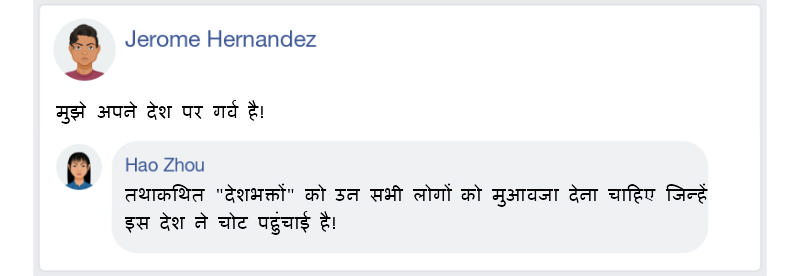 Jerome Hernandez
मुझे अपने देश पर गर्व है!
Hao Zhou
तथाकथित "देशभक्तों" को उन सभी लोगों को मुआवजा देना चाहिए जिन्हें
इस देश ने चोट पहुंचाई है!